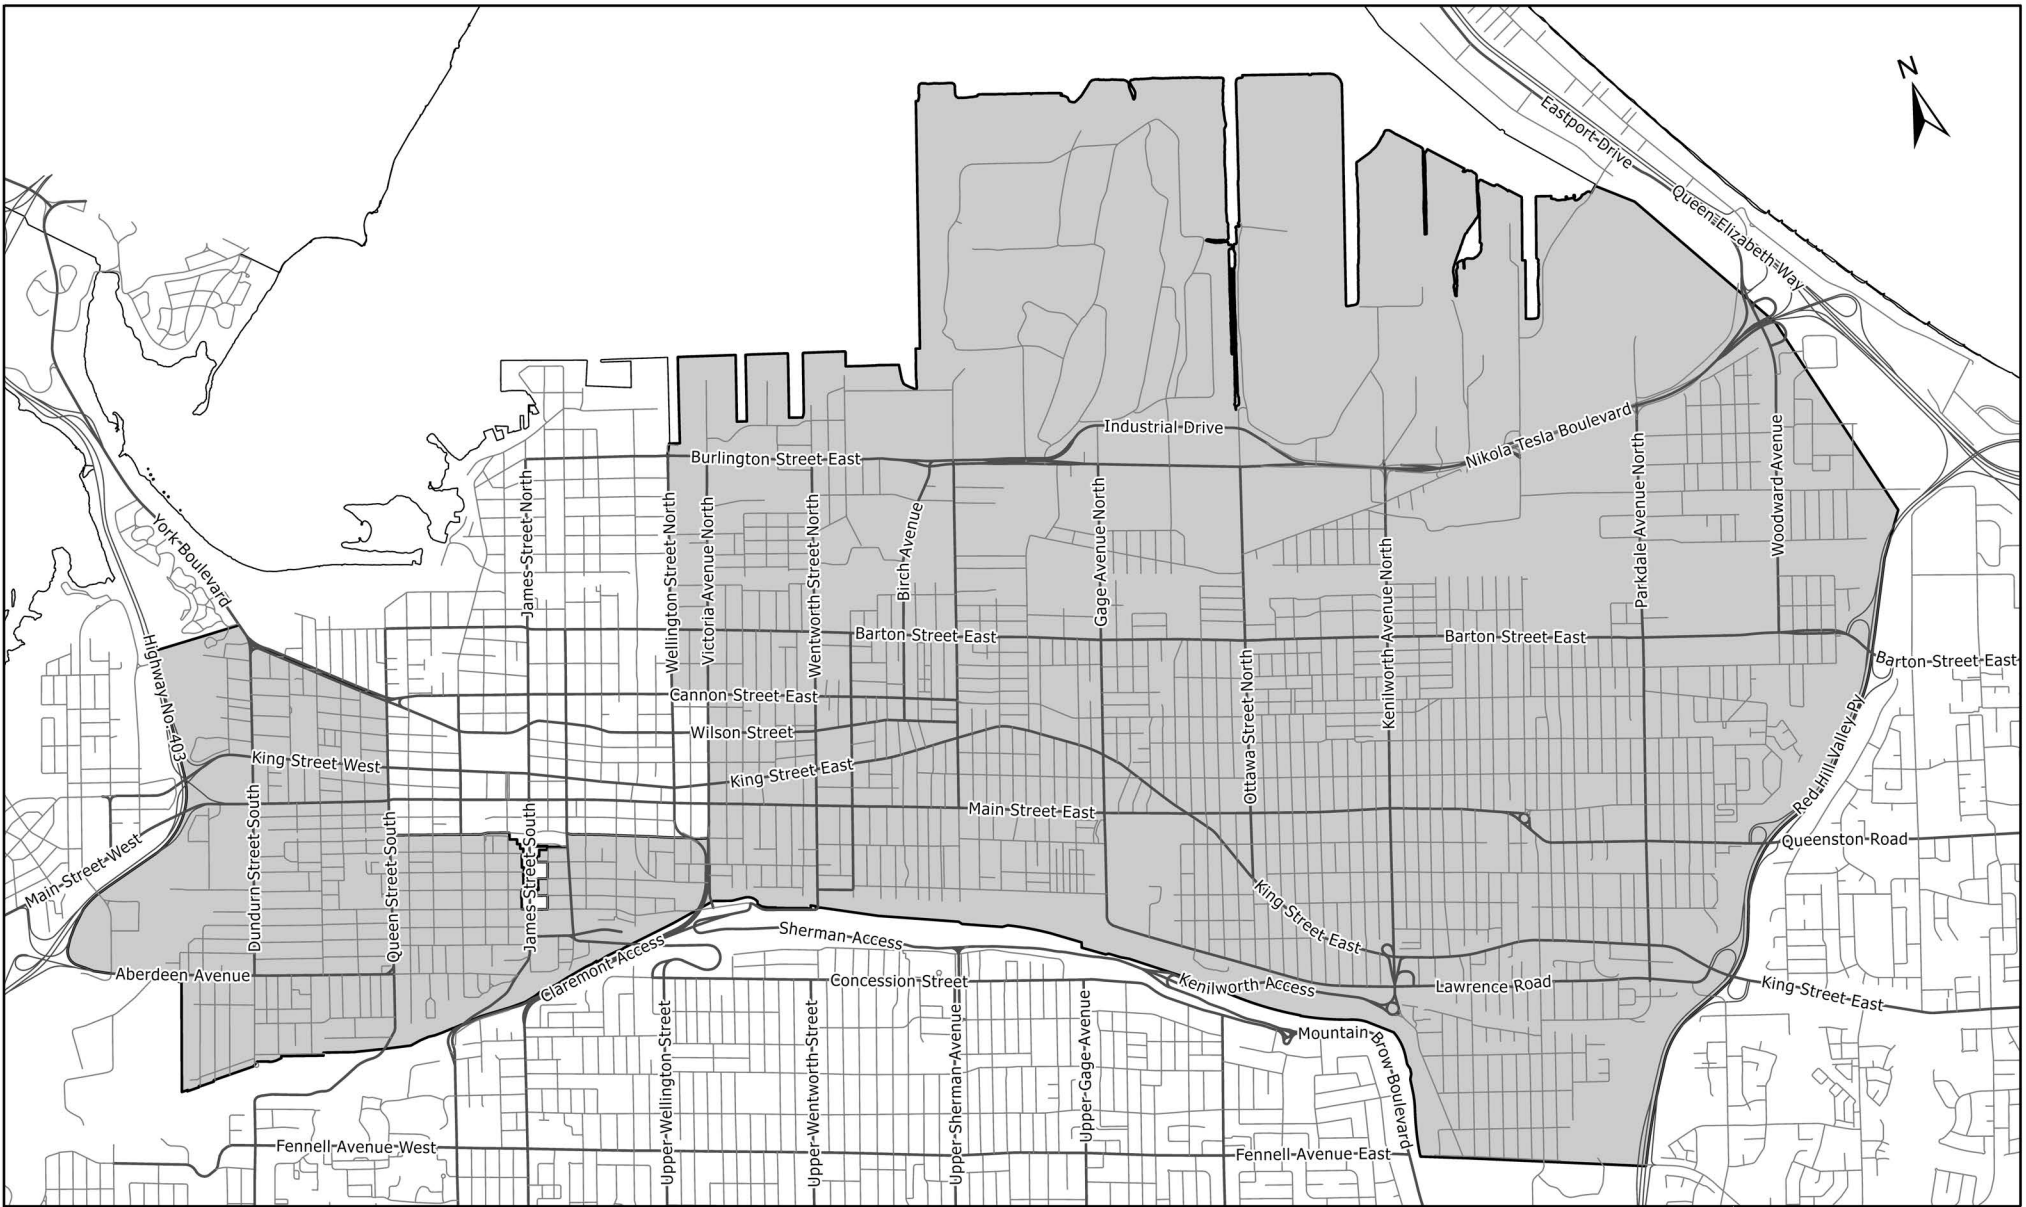 N
Eastport Drive
Queen Elizabeth Way
Industrial Drive
Nikola Tesla Boulevard
Burlington Street East
James Street North
Wellington Street North
Victoria Avenue North
Wentworth Street North
Birch Avenue
Gage Avenue North
Kenilworth Avenue North
Parkdale Avenue North
Woodward Avenue
York Boulevard
Highway No. 403
Barton Street East
Barton Street East
Barton Street East
Cannon Street East
Wilson Street
Ottawa Street North
Red Hill Valley Py
King Street West
King Street East
Main Street East
Queenston Road
Main Street West
Dundurn Street South
Queen Street South
James Street South
King Street East
Aberdeen Avenue
Claremont Access
Sherman Access
Concession Street
Kenilworth Access
Lawrence Road
King Street East
Mountain Brow Boulevard
Upper Wellington Street
Upper Wentworth Street
Upper Sherman Avenue
Upper Gage Avenue
Fennell Avenue West
Fennell Avenue East